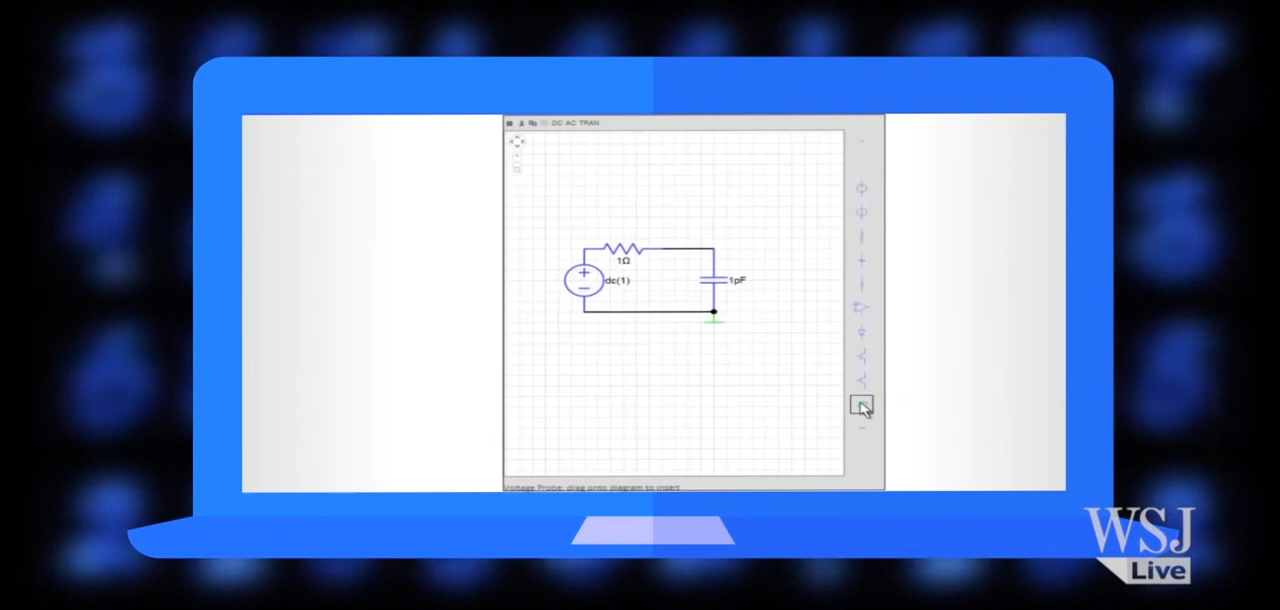 DC AC TRAN
1Ω
dc(1)
1pF
Voltage Probe: drag onto diagram to insert
WSJ
Live